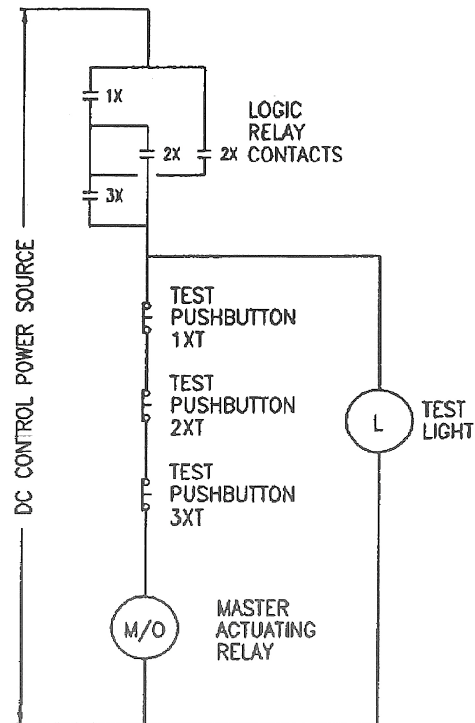 1X
2X
2X
3X
LOGIC
RELAY
CONTACTS
DC CONTROL POWER SOURCE
TEST
PUSHBUTTON
1XT
TEST
PUSHBUTTON
2XT
TEST
PUSHBUTTON
3XT
L
TEST
LIGHT
M/O
MASTER
ACTUATING
RELAY